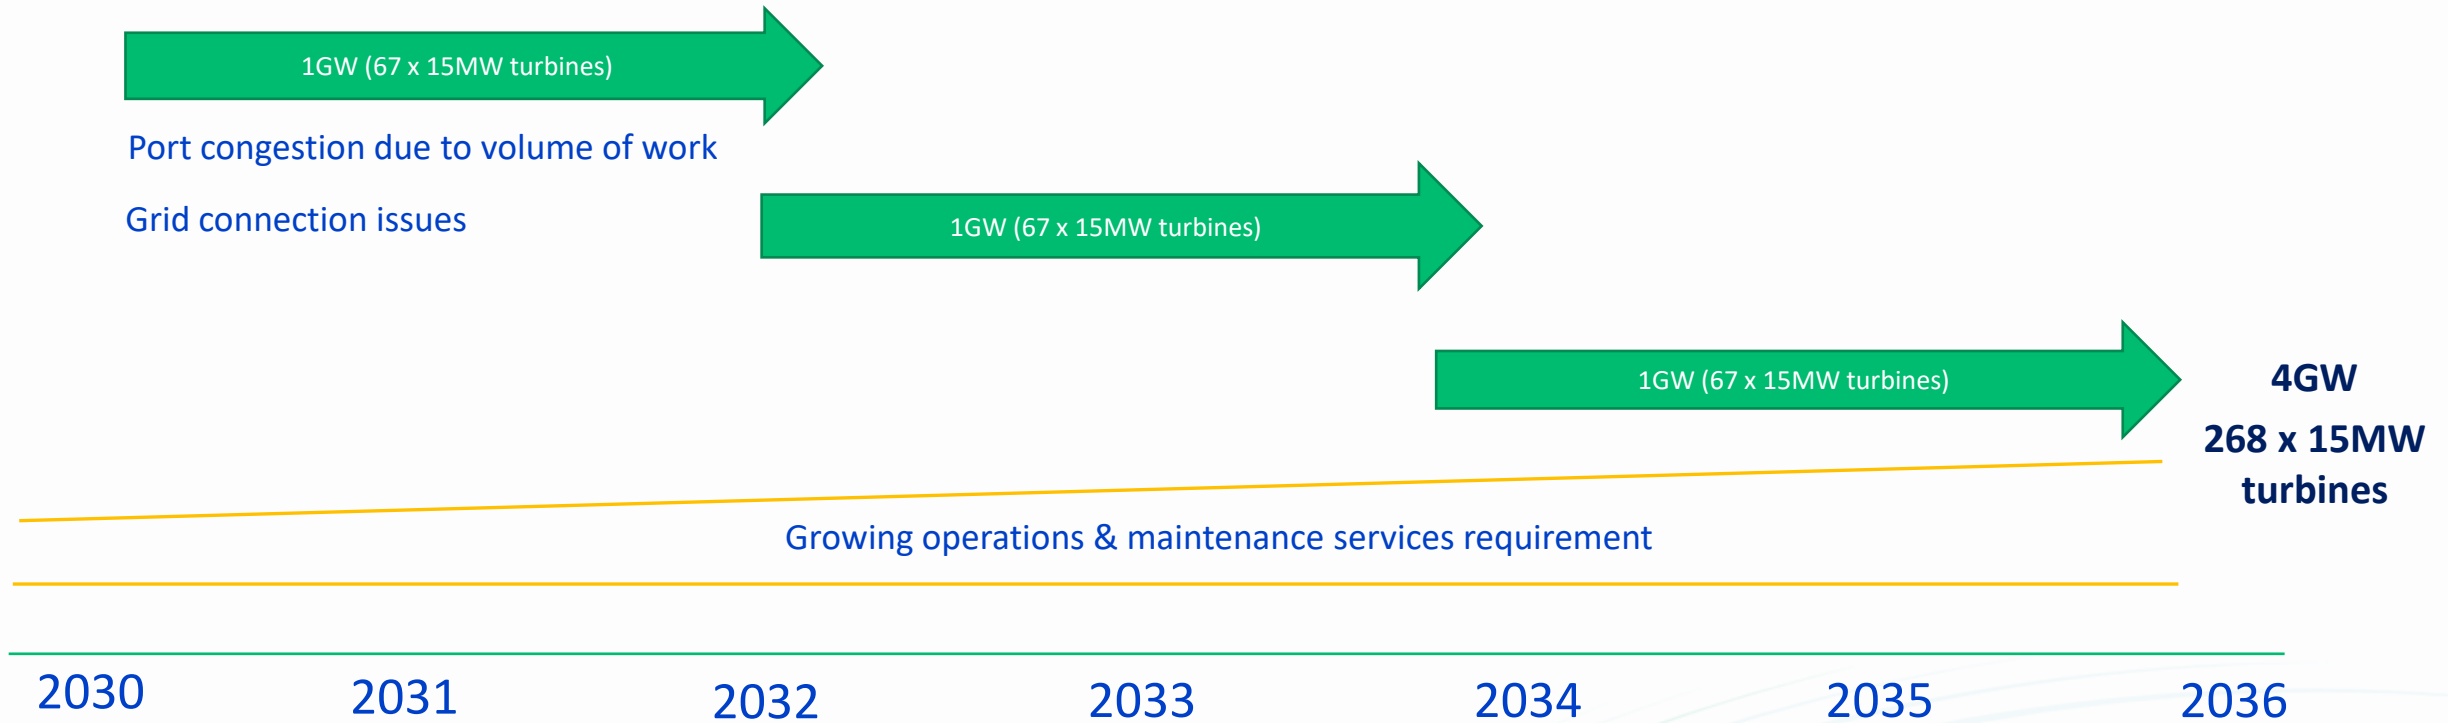 1GW (67 x 15MW turbines)
Port congestion due to volume of work
Grid connection issues
1GW (67 x 15MW turbines)
1GW (67 x 15MW turbines)
4GW
268 x 15MW
turbines
Growing operations & maintenance services requirement
2030 2031 2032 2033 2034 2035 2036